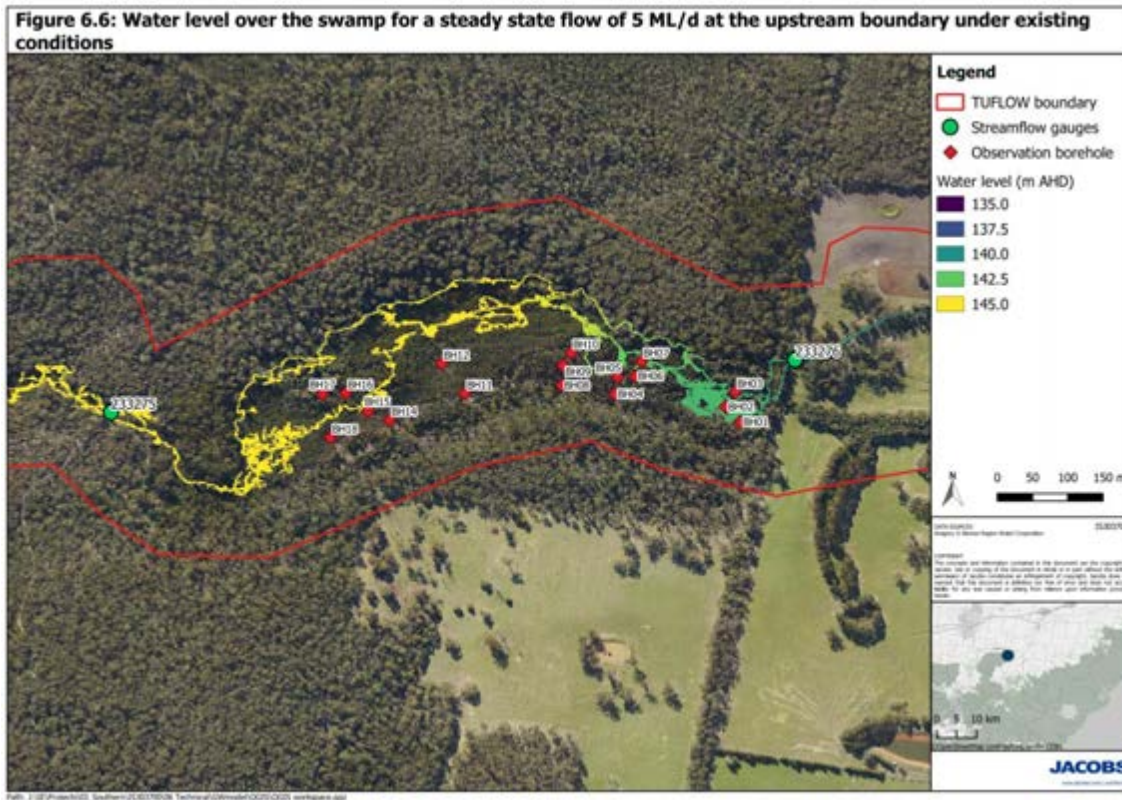 Figure 6.6: Water level over the swamp for a steady state flow of 5 ML/d at the upstream boundary under existing
conditions
Legend
TUFLOW boundary
Streamflow gauges
Observation borehole
Water level (m AHD)
135.0
137.5
140.0
142.5
145.0
233275
233276
BH12
BH11
BH17
BH16
BH15
BH14
BH18
BH10
BH09
BH08
BH07
BH05
BH06
BH04
BH03
BH02
BH01
N
0 50 100 150 m
0 5 10 km
JACOBS